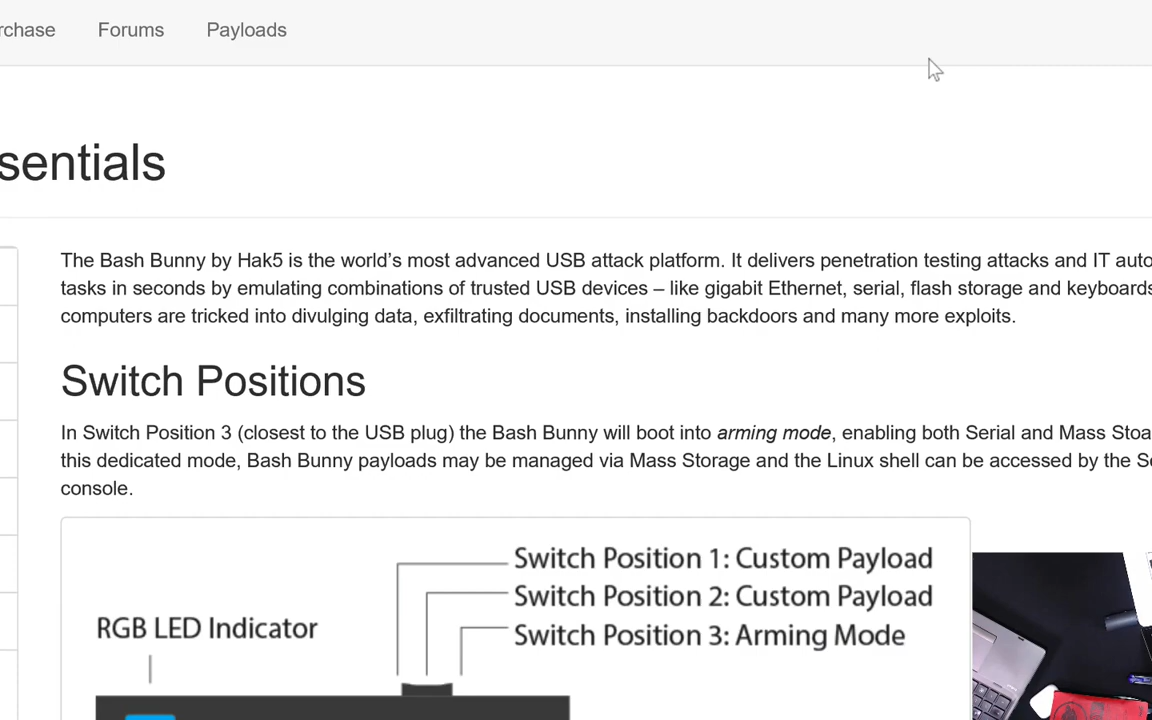 rchase Forums Payloads
sentials
The Bash Bunny by Hak5 is the world's most advanced USB attack platform. It delivers penetration testing attacks and IT auto
tasks in seconds by emulating combinations of trusted USB devices – like gigabit Ethernet, serial, flash storage and keyboards
computers are tricked into divulging data, exfiltrating documents, installing backdoors and many more exploits.
Switch Positions
In Switch Position 3 (closest to the USB plug) the Bash Bunny will boot into arming mode, enabling both Serial and Mass Stoa
this dedicated mode, Bash Bunny payloads may be managed via Mass Storage and the Linux shell can be accessed by the Se
console.
Switch Position 1: Custom Payload
Switch Position 2: Custom Payload
RGB LED Indicator
Switch Position 3: Arming Mode